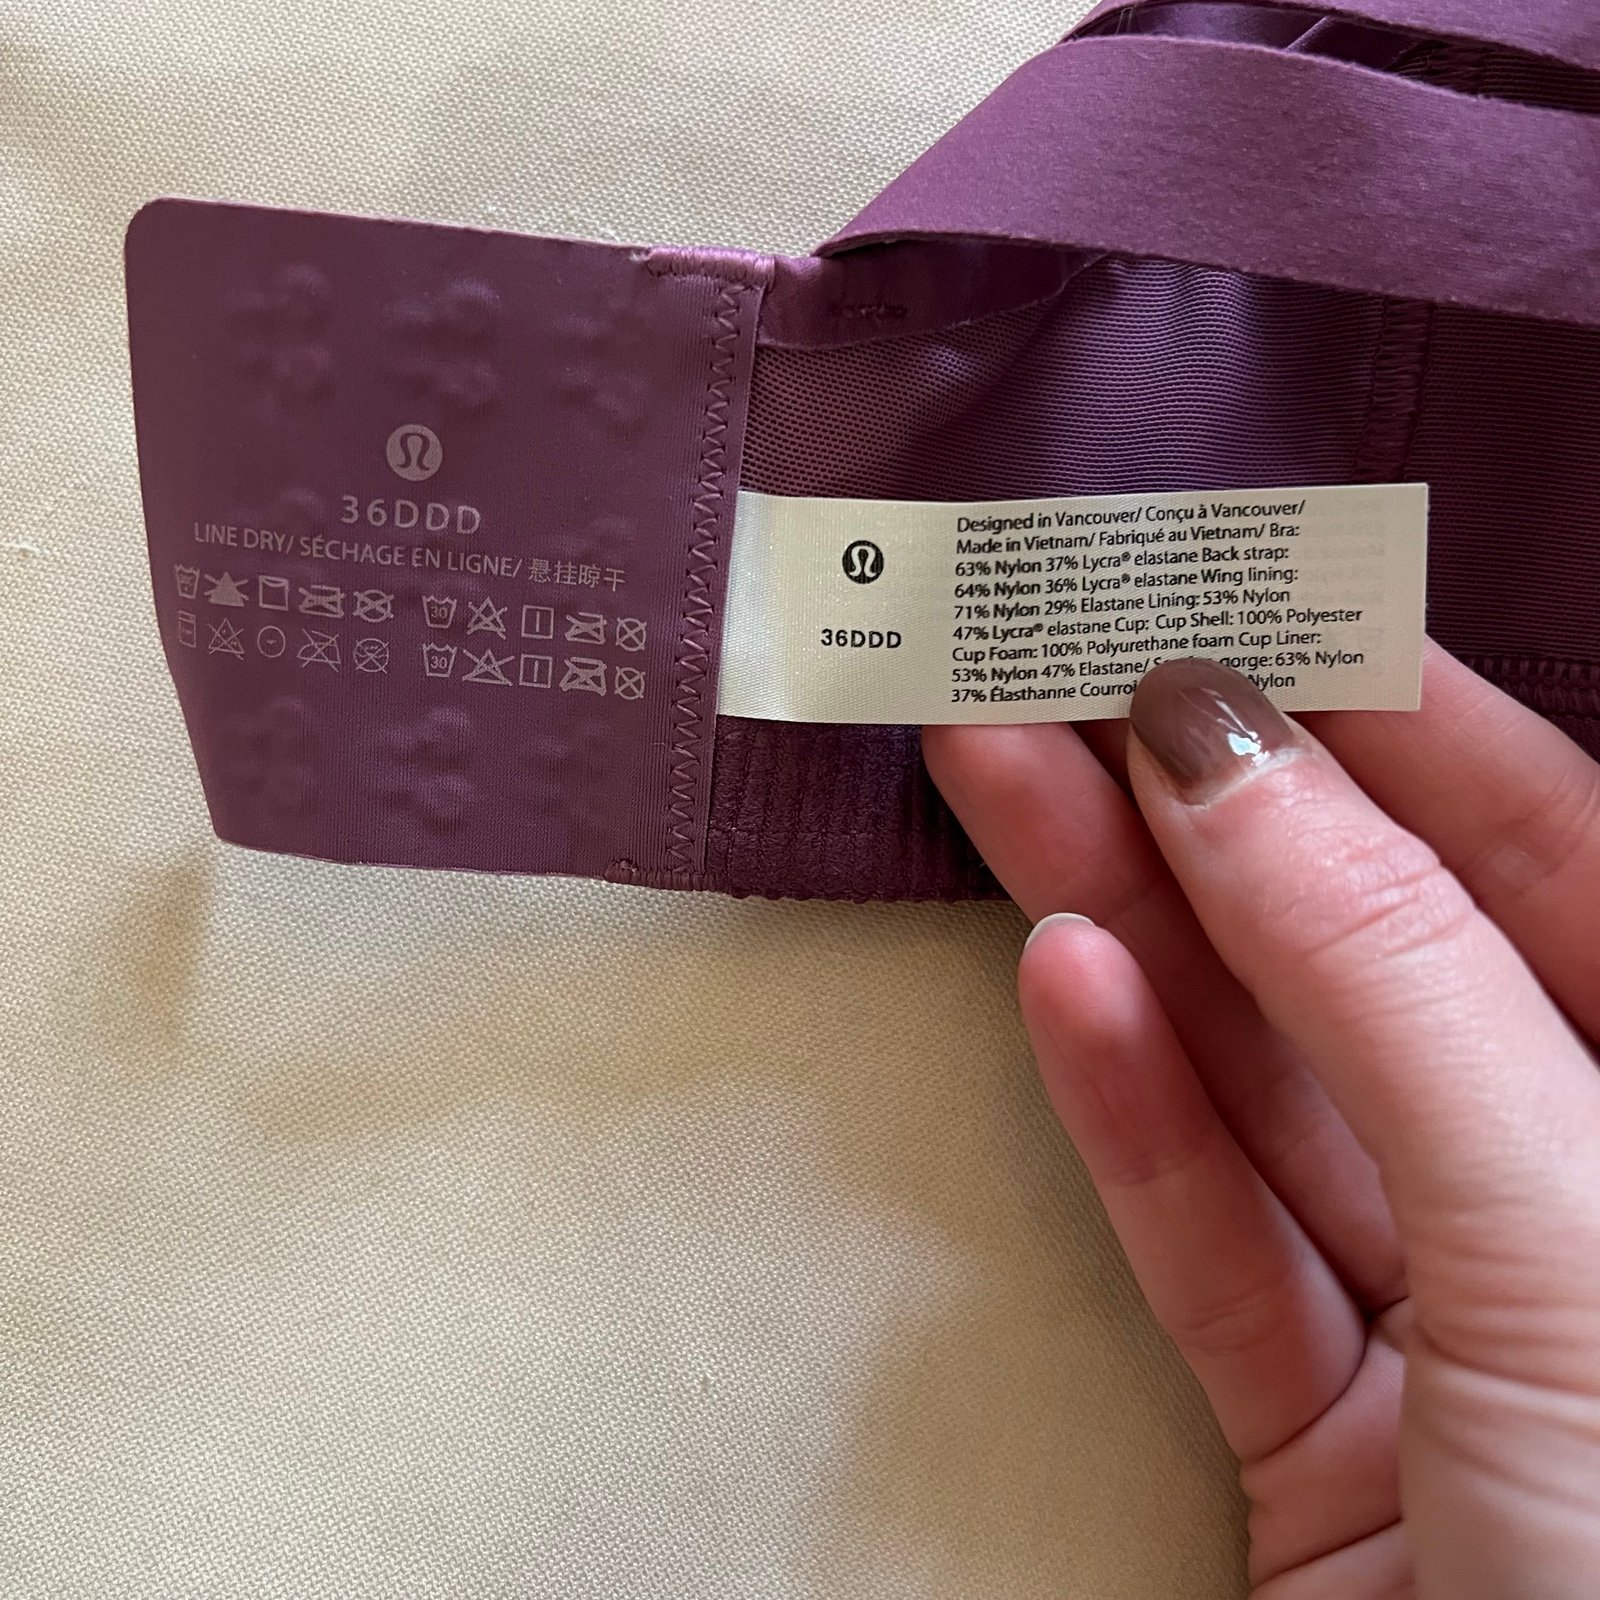 36DDD
LINE DRY/ SÉCHAGE EN LIGNE/ 悬挂晾干
30
30
36DDD
Designed in Vancouver/ Conçu à Vancouver/
Made in Vietnam/ Fabriqué au Vietnam/ Bra:
63% Nylon 37% Lycra® elastane Back strap:
64% Nylon 36% Lycra® elastane Wing lining:
71% Nylon 29% Elastane Lining: 53% Nylon
47% Lycra® elastane Cup: Cup Shell: 100% Polyester
Cup Foam: 100% Polyurethane foam Cup Liner:
53% Nylon 47% Elastane/ gorge: 63% Nylon
37% Élasthanne Nylon